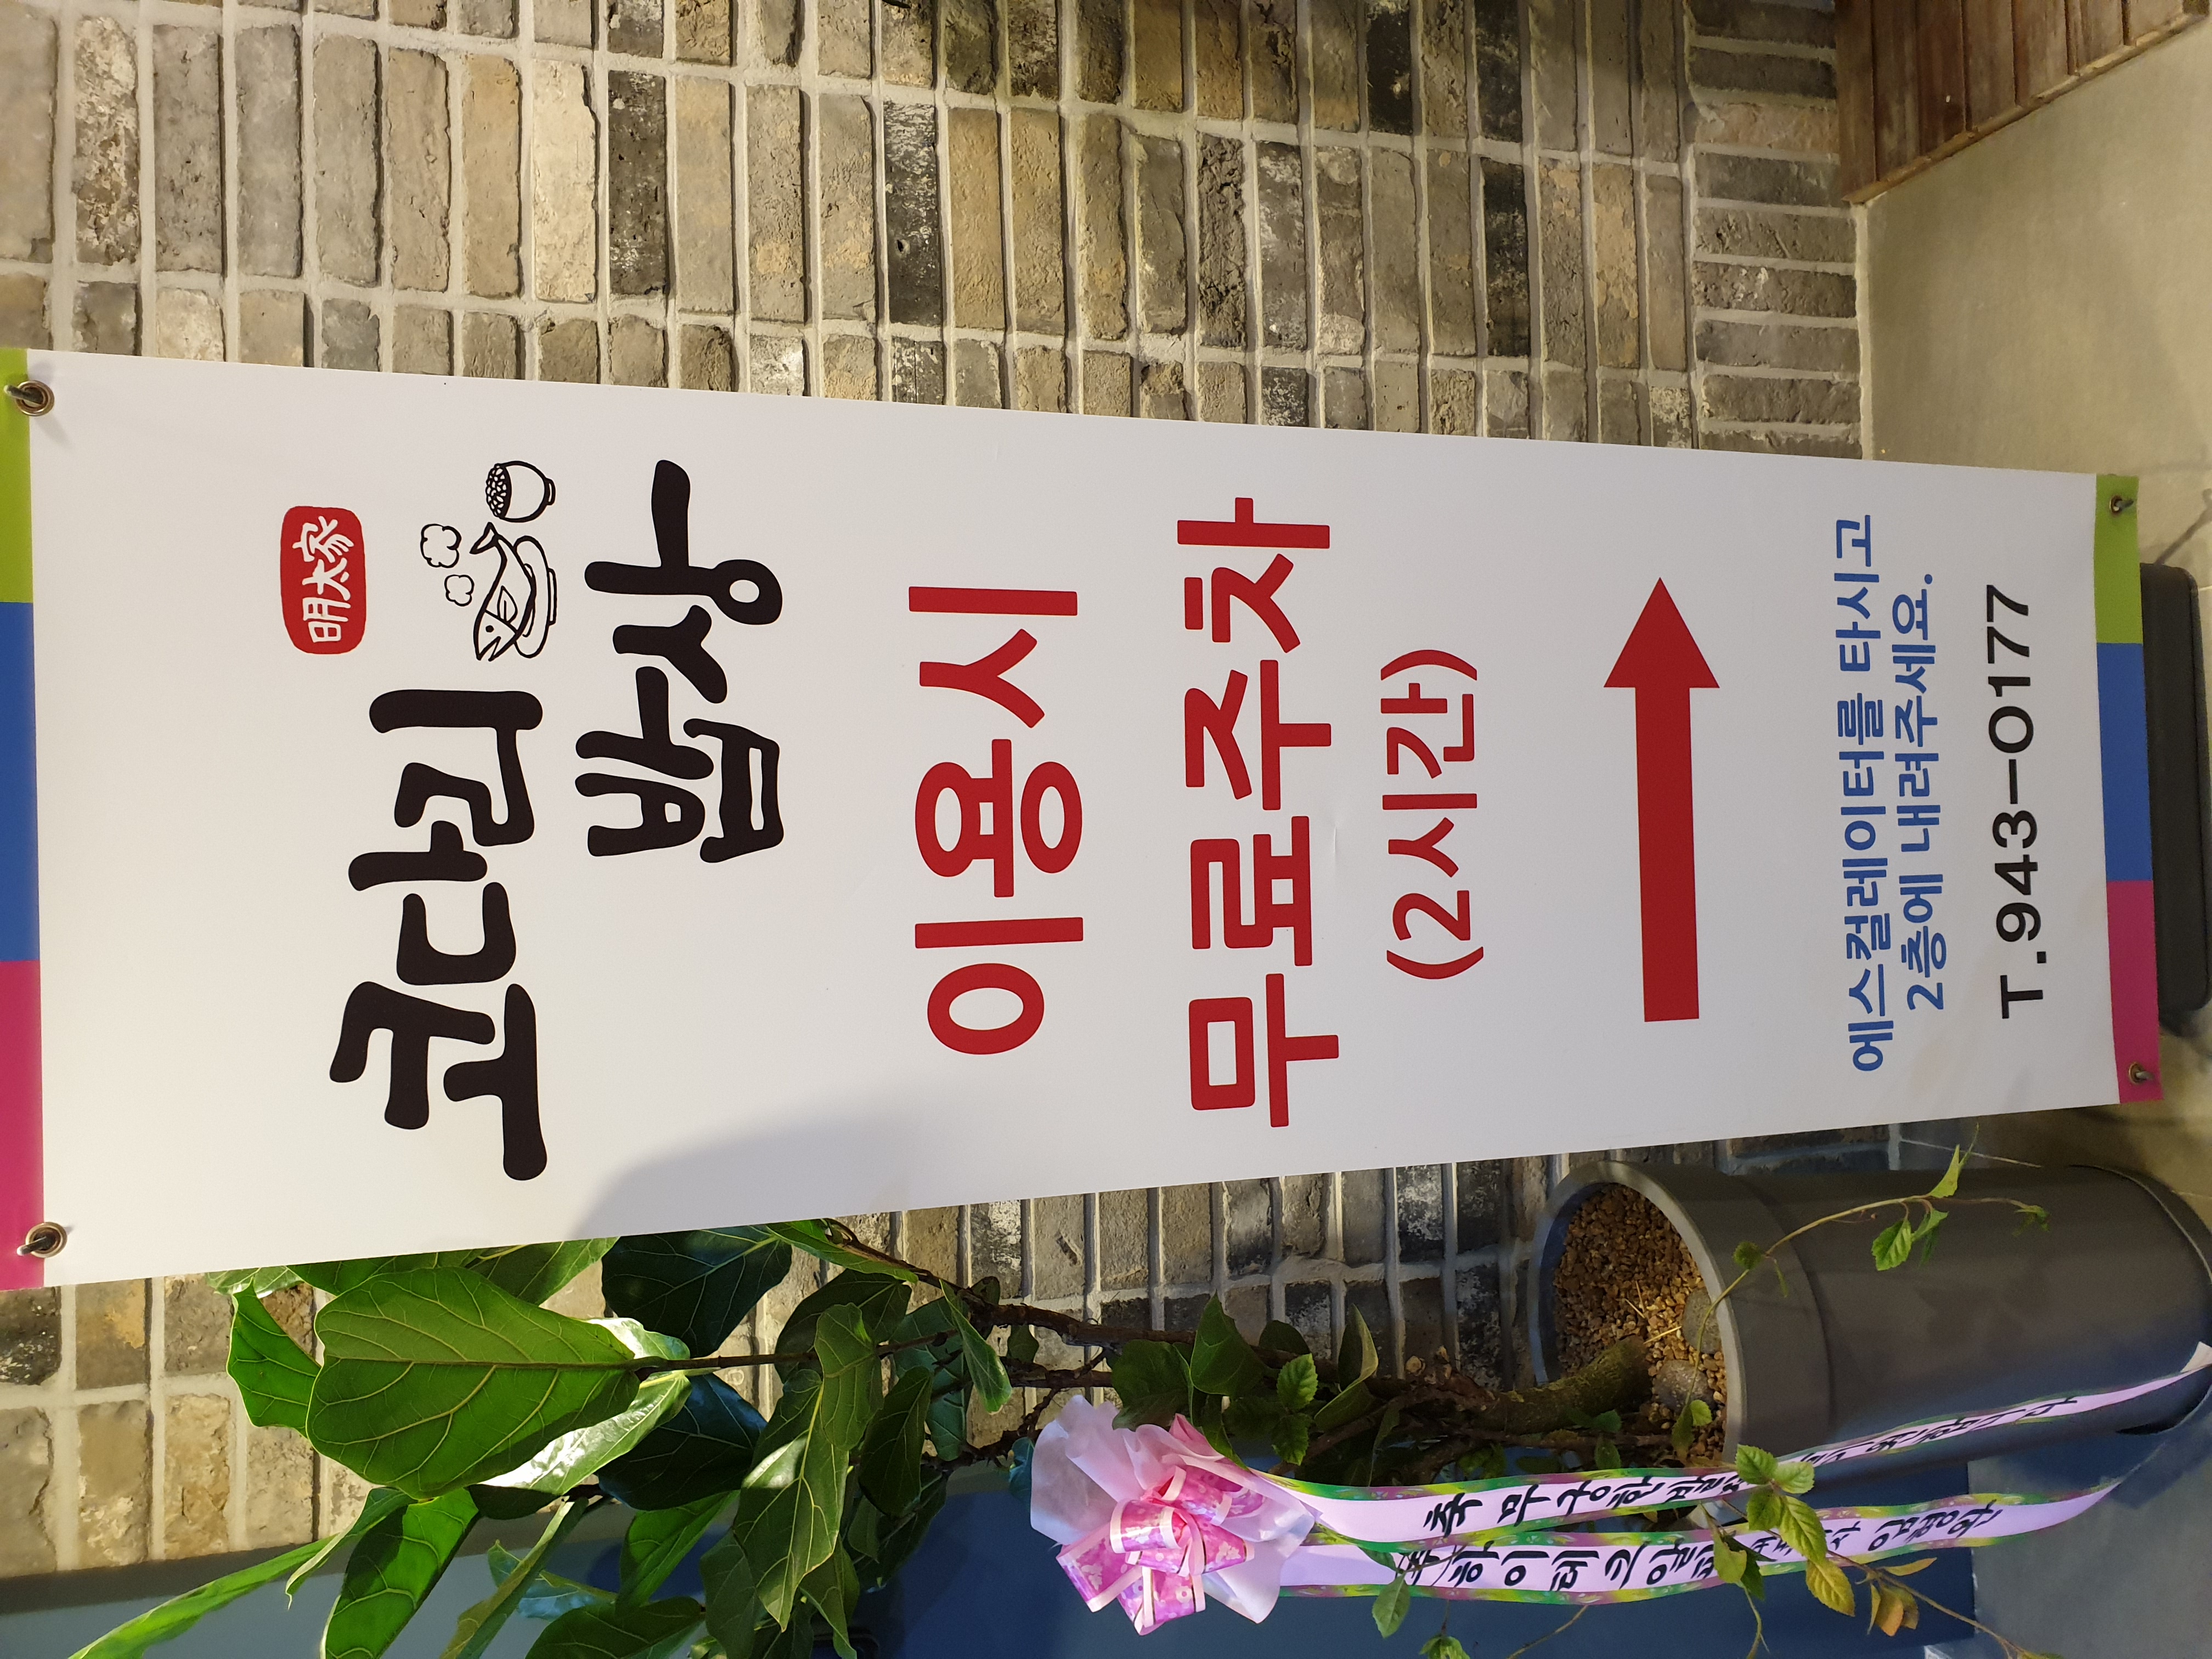 明太家
코다리
밥상
이용시
무료주차
(2시간)
에스컬레이터를 타시고
2층에 내려주세요.
T.943-0177